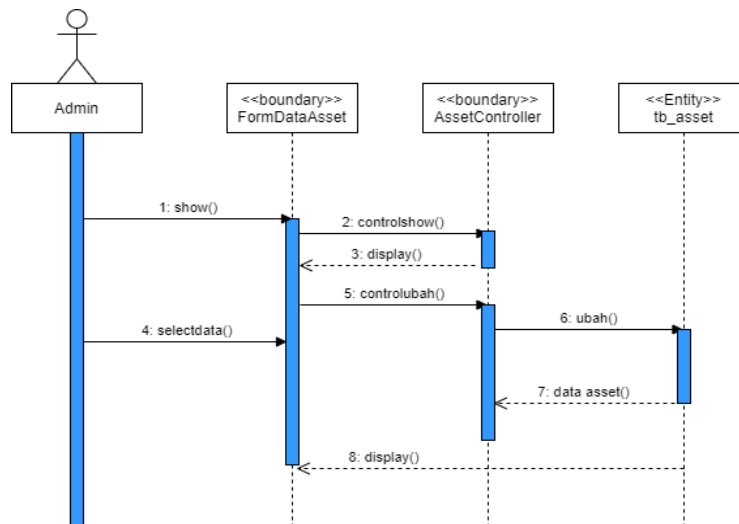 Admin
<<boundary>>
FormDataAsset
<<boundary>>
AssetController
<<Entity>>
tb_asset
1: show()
2: controlshow()
3: display()
5: controlubah()
6: ubah()
4: selectdata()
7: data asset()
8: display()